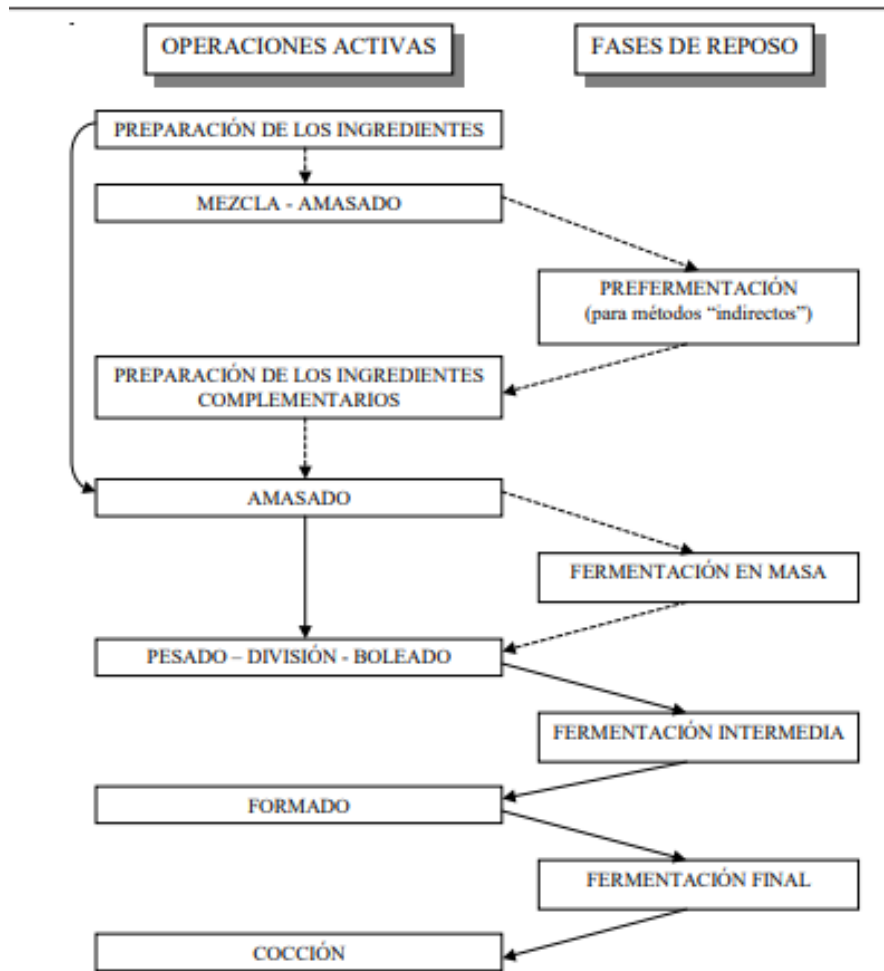 OPERACIONES ACTIVAS
FASES DE REPOSO
PREPARACIÓN DE LOS INGREDIENTES
MEZCLA - AMASADO
PREFERMENTACIÓN
(para métodos “indirectos”)
PREPARACIÓN DE LOS INGREDIENTES
COMPLEMENTARIOS
AMASADO
FERMENTACIÓN EN MASA
PESADO – DIVISIÓN - BOLEADO
FERMENTACIÓN INTERMEDIA
FORMADO
FERMENTACIÓN FINAL
COCCIÓN